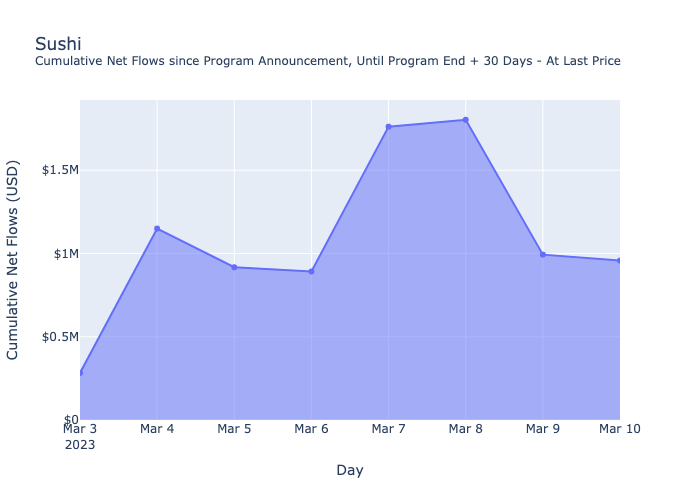 Sushi
Cumulative Net Flows since Program Announcement, Until Program End + 30 Days - At Last Price
Cumulative Net Flows (USD)
$1.5M
$1M
$0.5M
$0
Mar 3 Mar 4 Mar 5 Mar 6 Mar 7 Mar 8 Mar 9 Mar 10
2023
Day